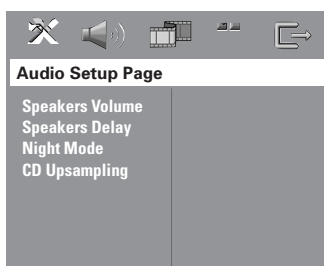 Audio Setup Page
Speakers Volume
Speakers Delay
Night Mode
CD Upsampling